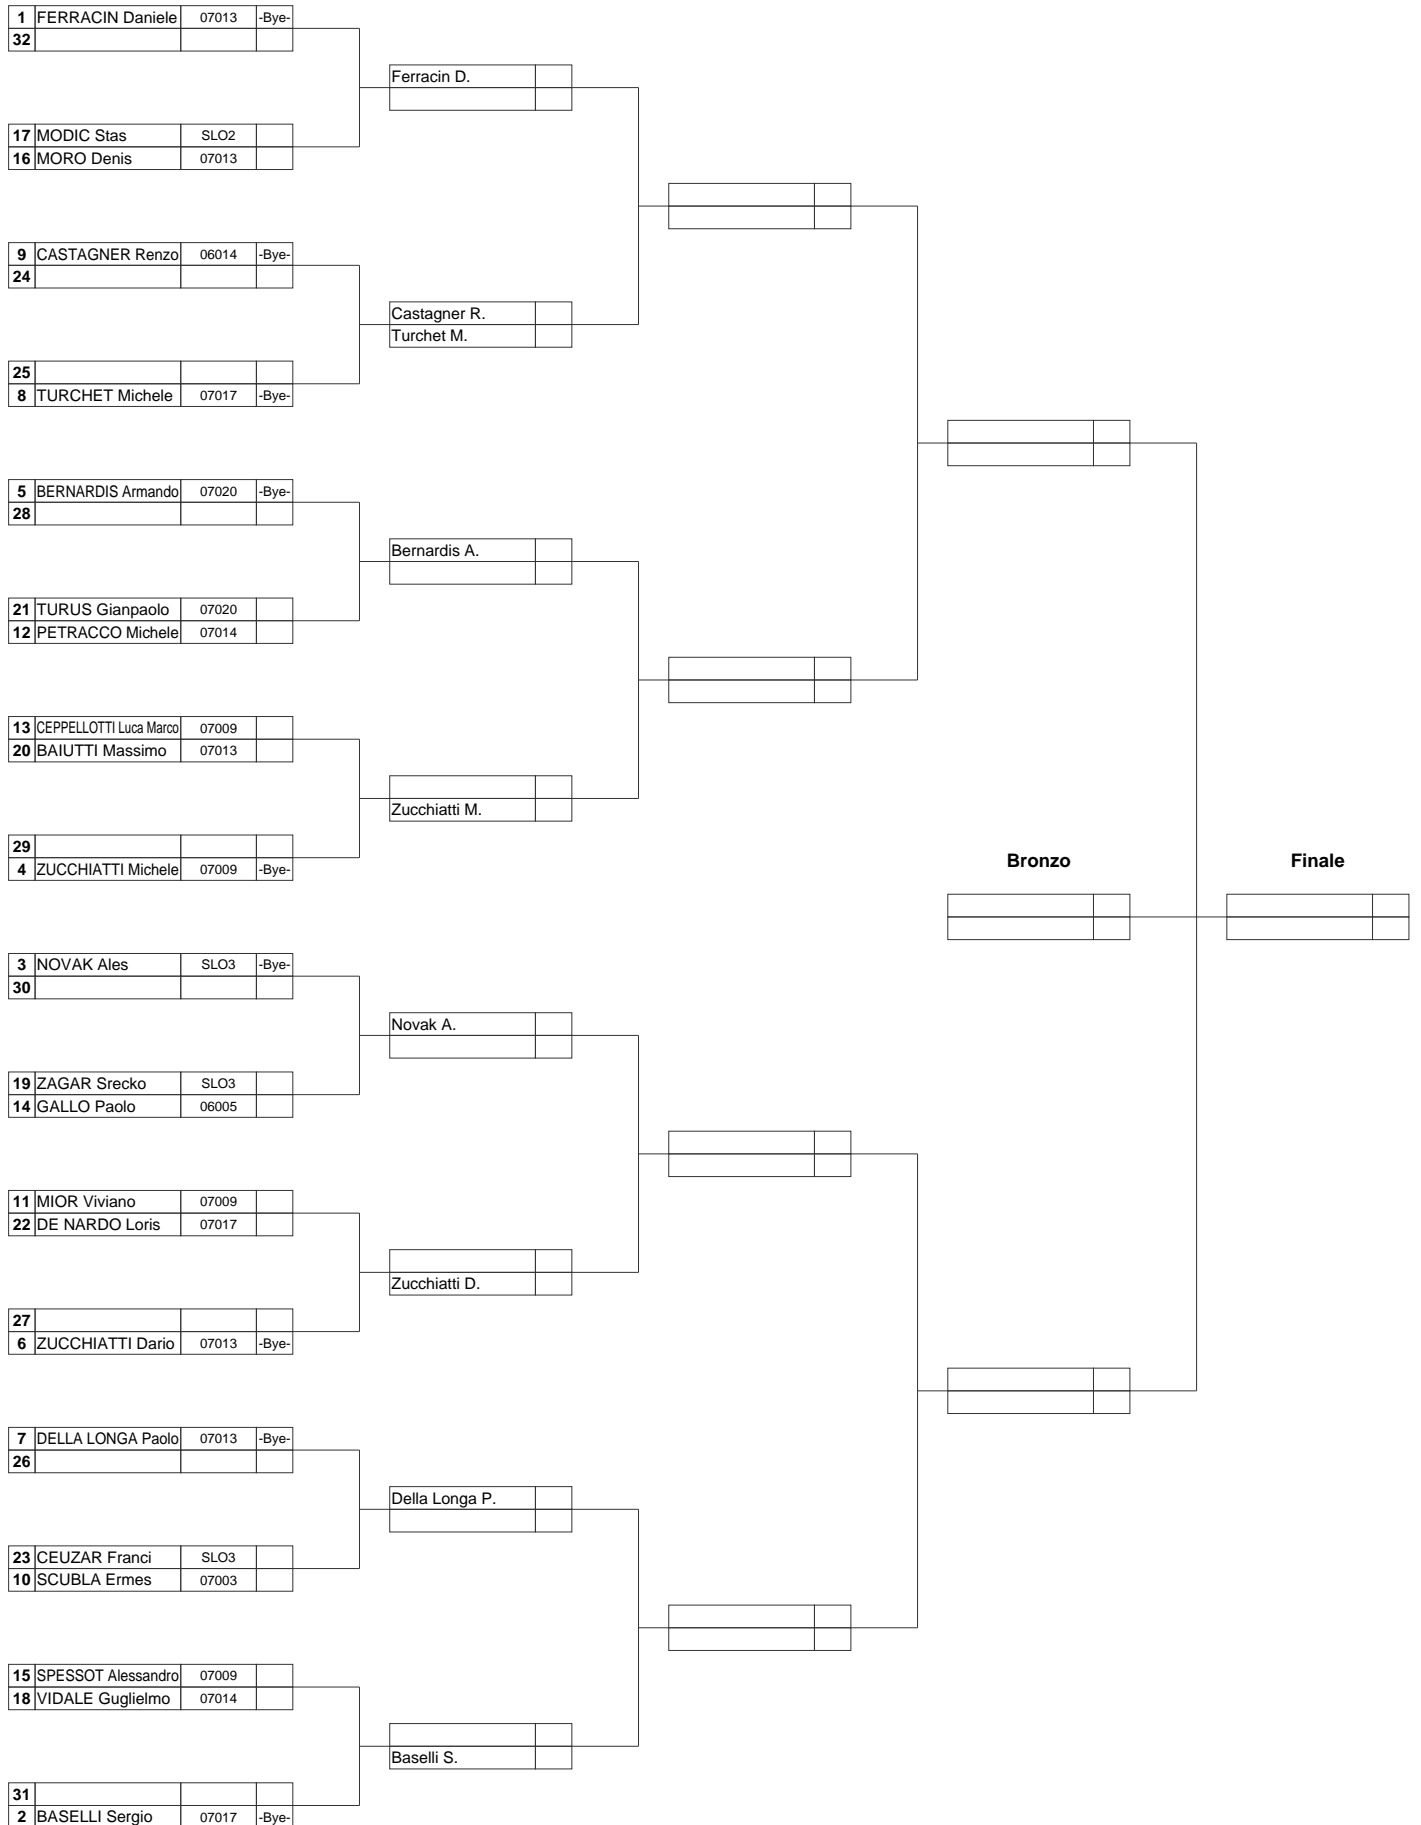 1 FERRACIN Daniele 07013 -Bye-
32
Ferracin D.
17 MODIC Stas SLO2
16 MORO Denis 07013
9 CASTAGNER Renzo 06014 -Bye-
24
Castagner R.
Turchet M.
25
8 TURCHET Michele 07017 -Bye-
5 BERNARDIS Armando 07020 -Bye-
28
Bernardis A.
21 TURUS Gianpaolo 07020
12 PETRACCO Michele 07014
13 CEPPELLOTTI Luca Marco 07009
20 BAIUTTI Massimo 07013
Zucchiatti M.
29
4 ZUCCHIATTI Michele 07009 -Bye-
Bronzo Finale
3 NOVAK Ales SLO3 -Bye-
30
Novak A.
19 ZAGAR Srecko SLO3
14 GALLO Paolo 06005
11 MIOR Viviano 07009
22 DE NARDO Loris 07017
Zucchiatti D.
27
6 ZUCCHIATTI Dario 07013 -Bye-
7 DELLA LONGA Paolo 07013 -Bye-
26
Della Longa P.
23 CEUZAR Franci SLO3
10 SCUBLA Ermes 07003
15 SPESSOT Alessandro 07009
18 VIDALE Guglielmo 07014
Baselli S.
31
2 BASELLI Sergio 07017 -Bye-